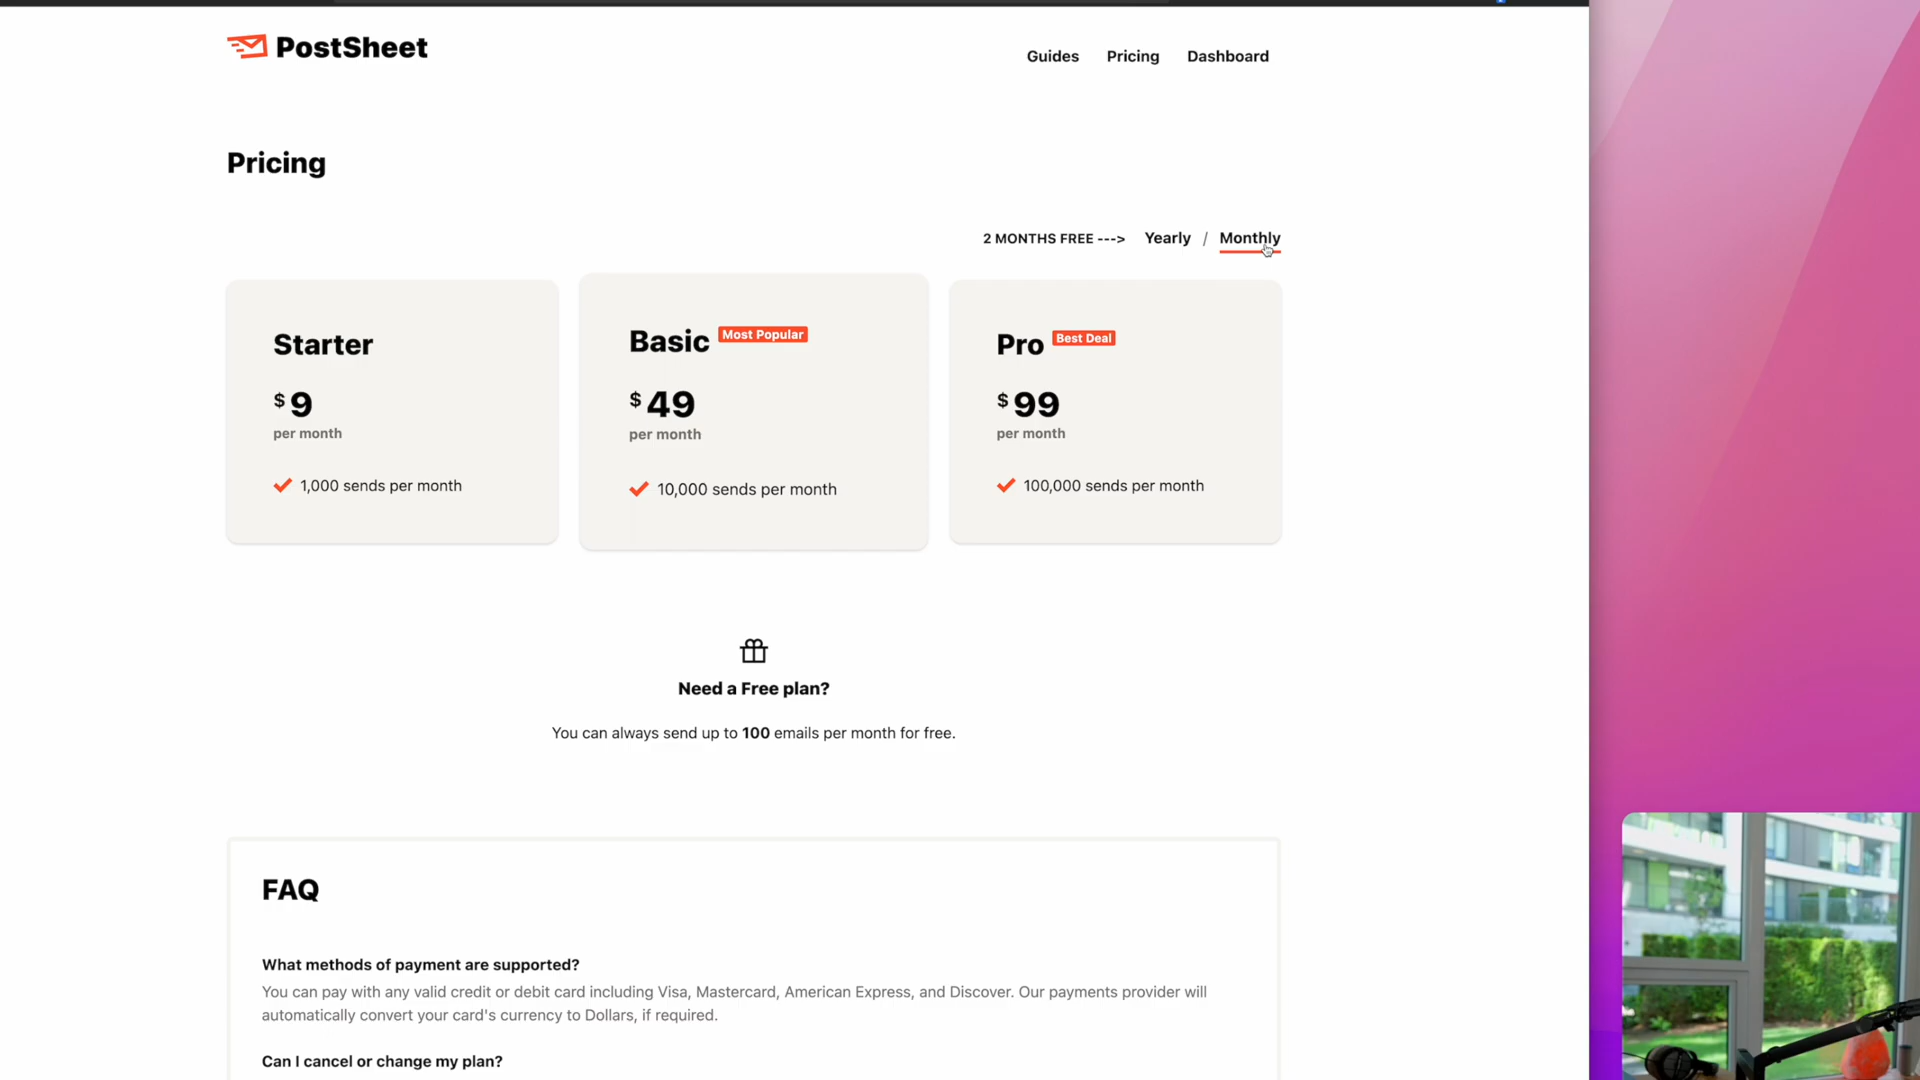 PostSheet
Guides Pricing Dashboard
Pricing
2 MONTHS FREE ---> Yearly / Monthly
Starter
$9
per month
1,000 sends per month
Basic Most Popular
$49
per month
10,000 sends per month
Pro Best Deal
$99
per month
100,000 sends per month
Need a Free plan?
You can always send up to 100 emails per month for free.
FAQ
What methods of payment are supported?
You can pay with any valid credit or debit card including Visa, Mastercard, American Express, and Discover. Our payments provider will
automatically convert your card's currency to Dollars, if required.
Can I cancel or change my plan?